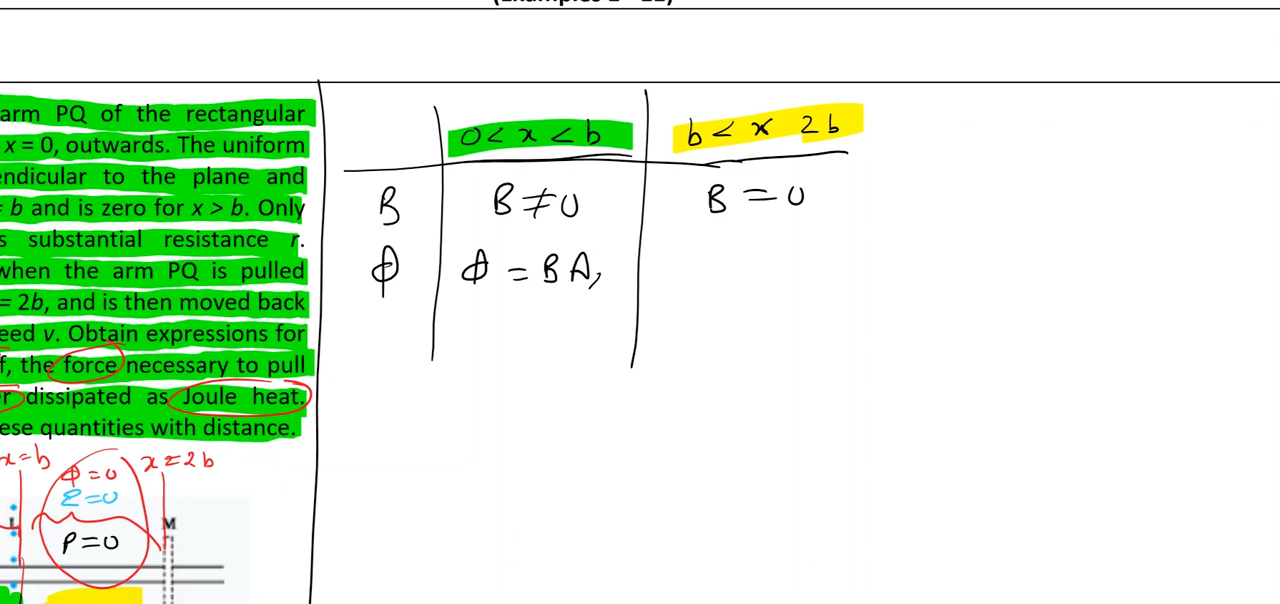 arm PQ of the rectangular
x = 0, outwards. The uniform
endicular to the plane and
= b and is zero for x > b. Only
s substantial resistance r.
when the arm PQ is pulled
= 2b, and is then moved back
eed v. Obtain expressions for
f, the force necessary to pull
er dissipated as Joule heat.
ese quantities with distance.
0 < x < b
b < x 2b
B
B ≠ 0
B = 0
ϕ
ϕ = BA,
x = b
ϕ = 0
x = 2b
ε = 0
L
M
P = 0